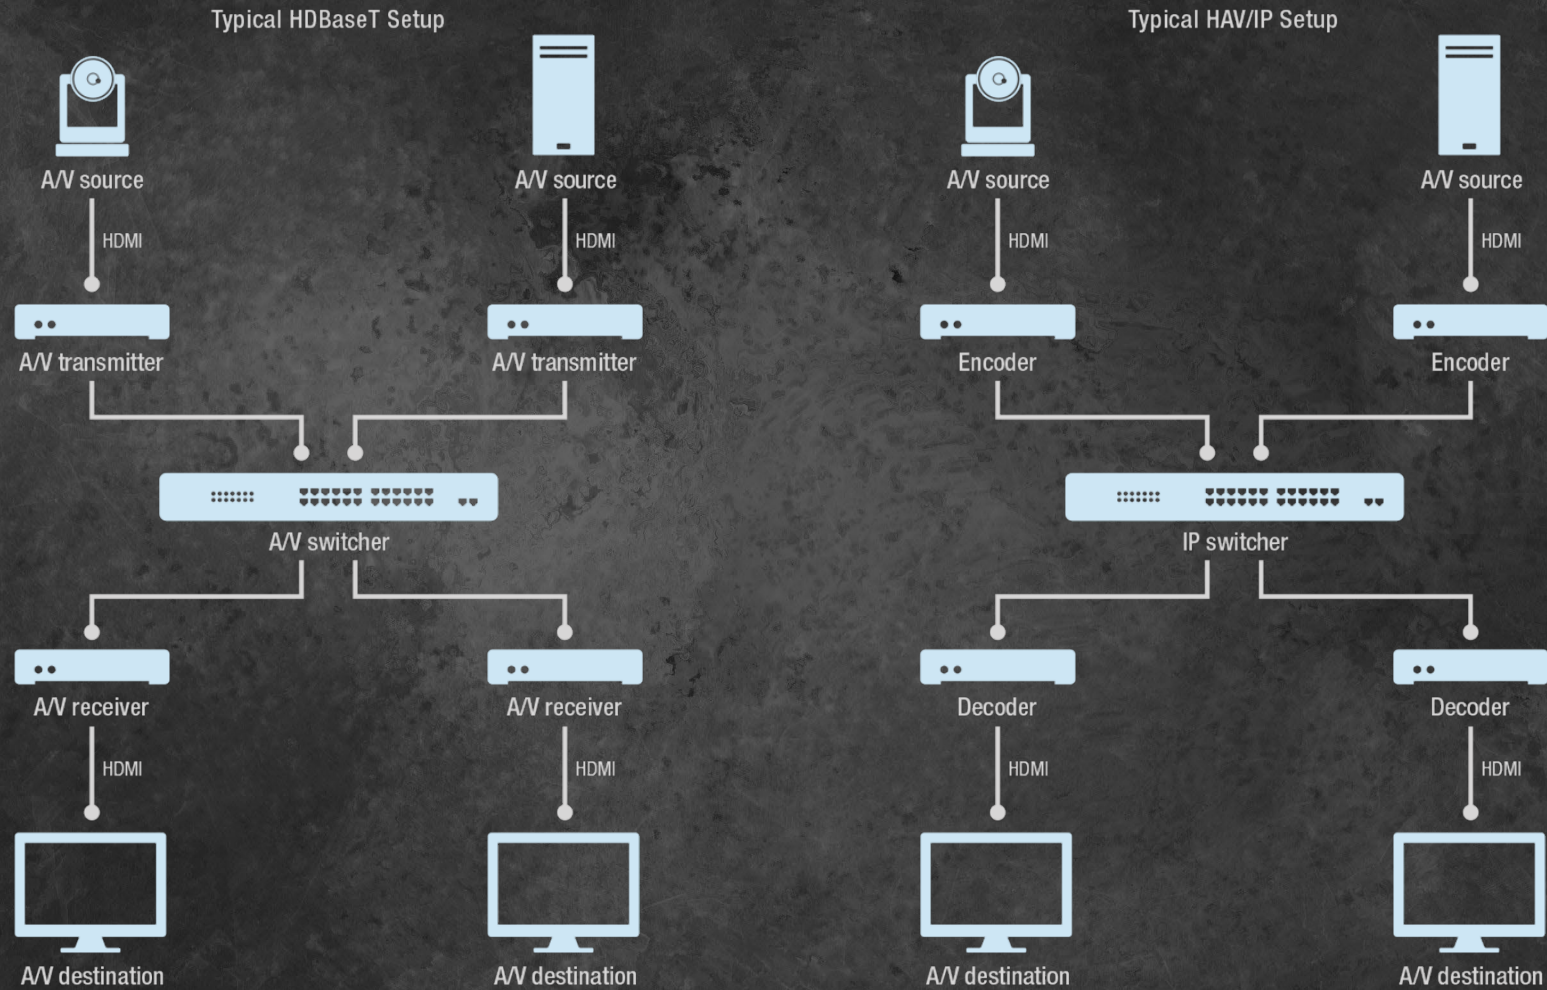 Typical HDBaseT Setup
A/V source
A/V source
HDMI
HDMI
A/V transmitter
A/V transmitter
A/V switcher
A/V receiver
A/V receiver
HDMI
HDMI
A/V destination
A/V destination
Typical HAV/IP Setup
A/V source
A/V source
HDMI
HDMI
Encoder
Encoder
IP switcher
Decoder
Decoder
HDMI
HDMI
A/V destination
A/V destination